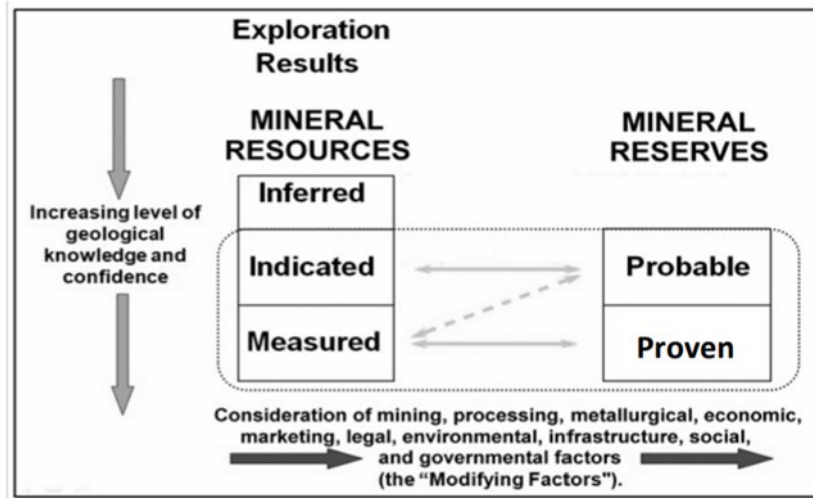 Exploration
Results
MINERAL
RESOURCES
MINERAL
RESERVES
Inferred
Increasing level of
geological
knowledge and
confidence
Indicated
Probable
Measured
Proven
Consideration of mining, processing, metallurgical, economic,
marketing, legal, environmental, infrastructure, social,
and governmental factors
(the “Modifying Factors").